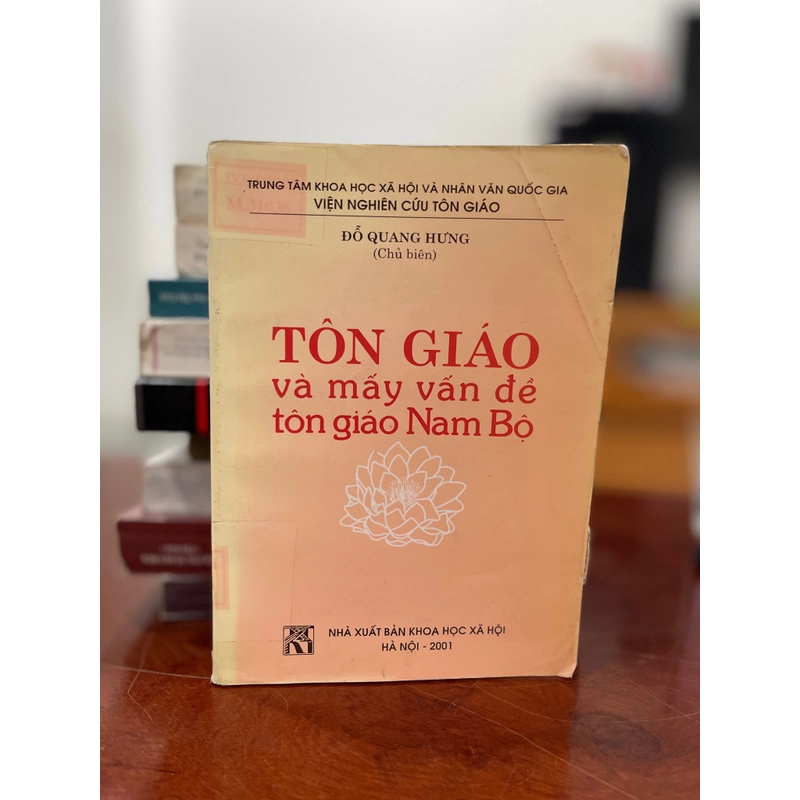 TRUNG TÂM KHOA HỌC XÃ HỘI VÀ NHÂN VĂN QUỐC GIA
VIỆN NGHIÊN CỨU TÔN GIÁO
ĐỖ QUANG HƯNG
(Chủ biên)
TÔN GIÁO
và mấy vấn đề
tôn giáo Nam Bộ
NHÀ XUẤT BẢN KHOA HỌC XÃ HỘI
HÀ NỘI - 2001